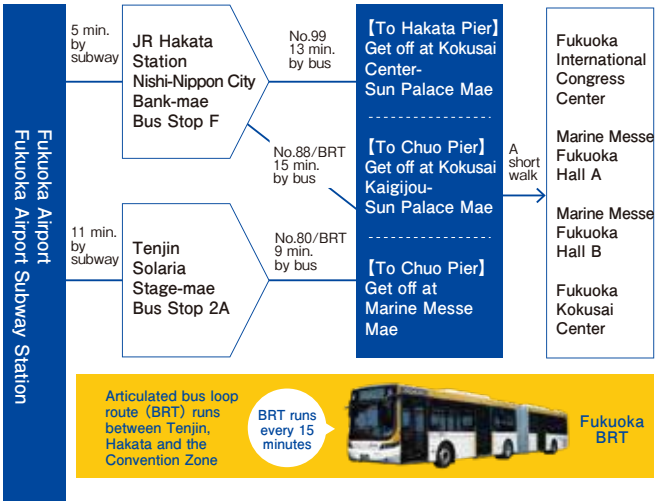 Fukuoka Airport
Fukuoka Airport Subway Station
5 min.
by
subway
JR Hakata
Station
Nishi-Nippon City
Bank-mae
Bus Stop F
No.99
13 min.
by bus
No.88/BRT
15 min.
by bus
11 min.
by
subway
Tenjin
Solaria
Stage-mae
Bus Stop 2A
No.80/BRT
9 min.
by bus
【To Hakata Pier】
Get off at Kokusai
Center-
Sun Palace Mae
【To Chuo Pier】
Get off at Kokusai
Kaigijou-
Sun Palace Mae
【To Chuo Pier】
Get off at
Marine Messe
Mae
A
short
walk
Fukuoka
International
Congress
Center
Marine Messe
Fukuoka
Hall A
Marine Messe
Fukuoka
Hall B
Fukuoka
Kokusai
Center
Articulated bus loop
route (BRT) runs
between Tenjin,
Hakata and the
Convention Zone
BRT runs
every 15
minutes
Fukuoka
BRT